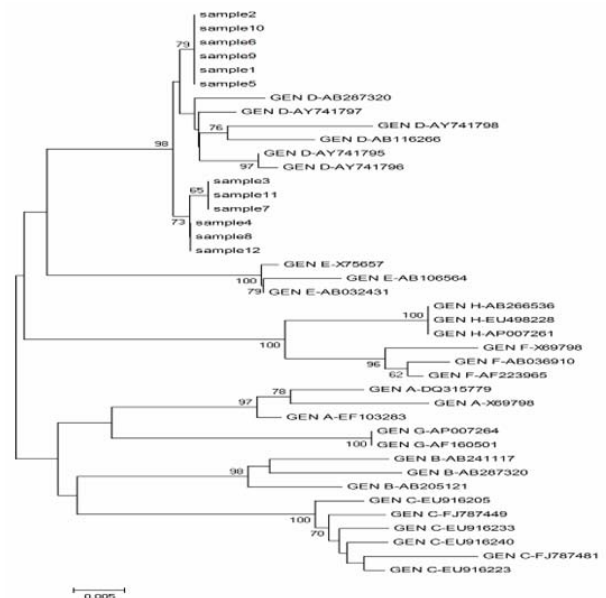 sample2
79
sample10
sample6
sample9
sample1
sample5
GEN D-AB287320
GEN D-AY741797
76
GEN D-AY741798
98
GEN D-AB116266
GEN D-AY741795
97
GEN D-AY741796
sample3
65
sample11
sample7
73
sample4
sample8
sample12
GEN E-X75657
100
GEN E-AB106564
79
GEN E-AB032431
GEN H-AB266536
100
GEN H-EU498228
GEN H-AP007261
100
GEN F-X69798
96
GEN F-AB036910
62
GEN F-AF223965
78
GEN A-DQ315779
97
GEN A-X69798
GEN A-EF103283
GEN G-AP007264
100
GEN G-AF160501
98
GEN B-AB241117
GEN B-AB287320
GEN B-AB205121
GEN C-EU916205
100
GEN C-FJ787449
70
GEN C-EU916233
GEN C-EU916240
GEN C-FJ787481
GEN C-EU916223
0.005